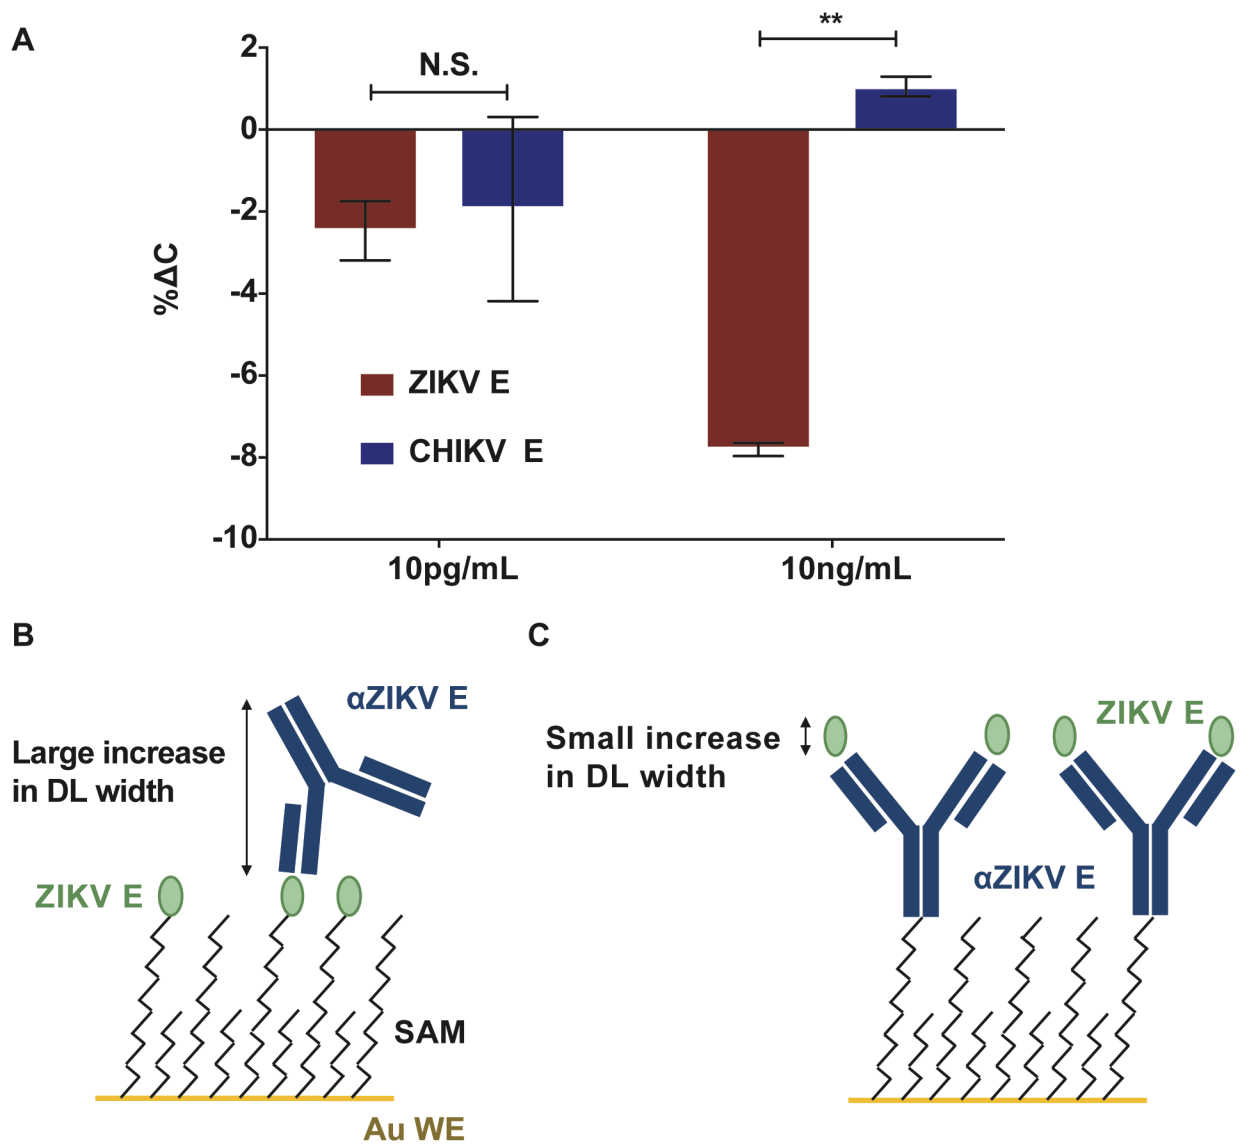 A
**
N.S.
2
0
-2
-4
-6
-8
-10
%ΔC
ZIKV E
CHIKV E
10pg/mL
10ng/mL
B
αZIKV E
Large increase
in DL width
ZIKV E
SAM
Au WE
C
ZIKV E
Small increase
in DL width
αZIKV E